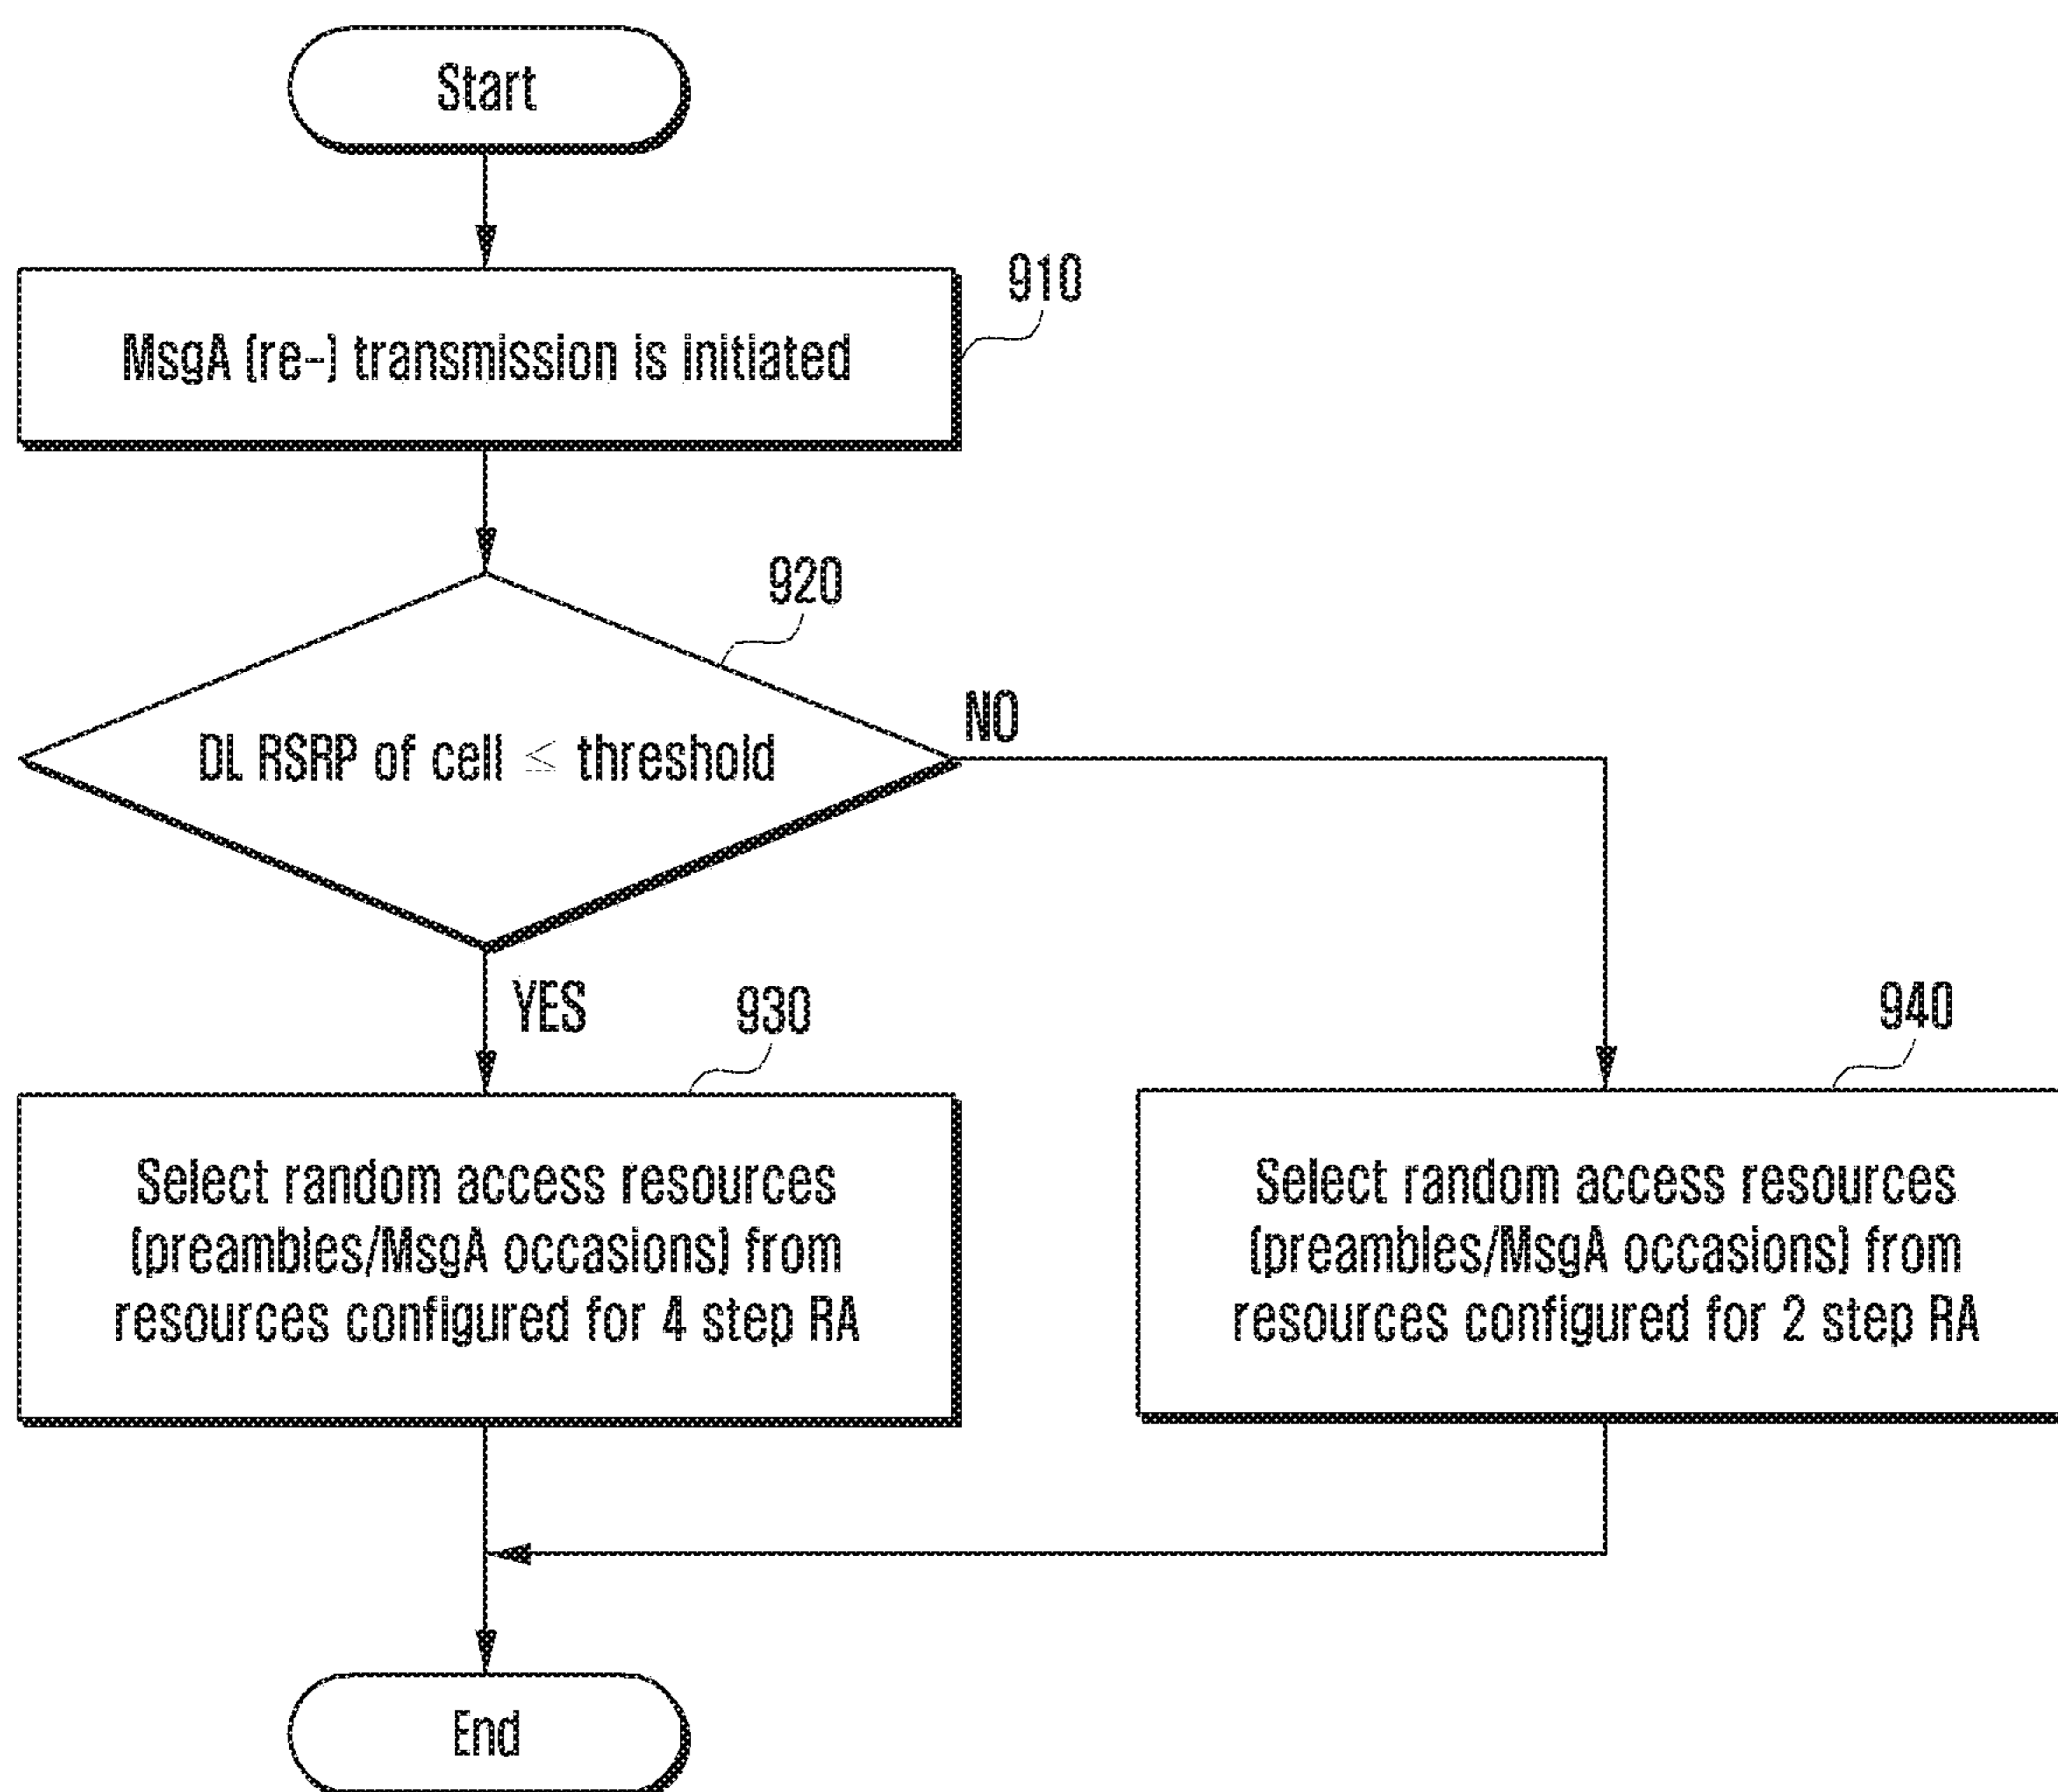 Start
910
MsgA (re-) transmission is initiated
920
DL RSRP of cell ≤ threshold
NO
YES
930
Select random access resources
(preambles/MsgA occasions) from
resources configured for 4 step RA
940
Select random access resources
(preambles/MsgA occasions) from
resources configured for 2 step RA
End